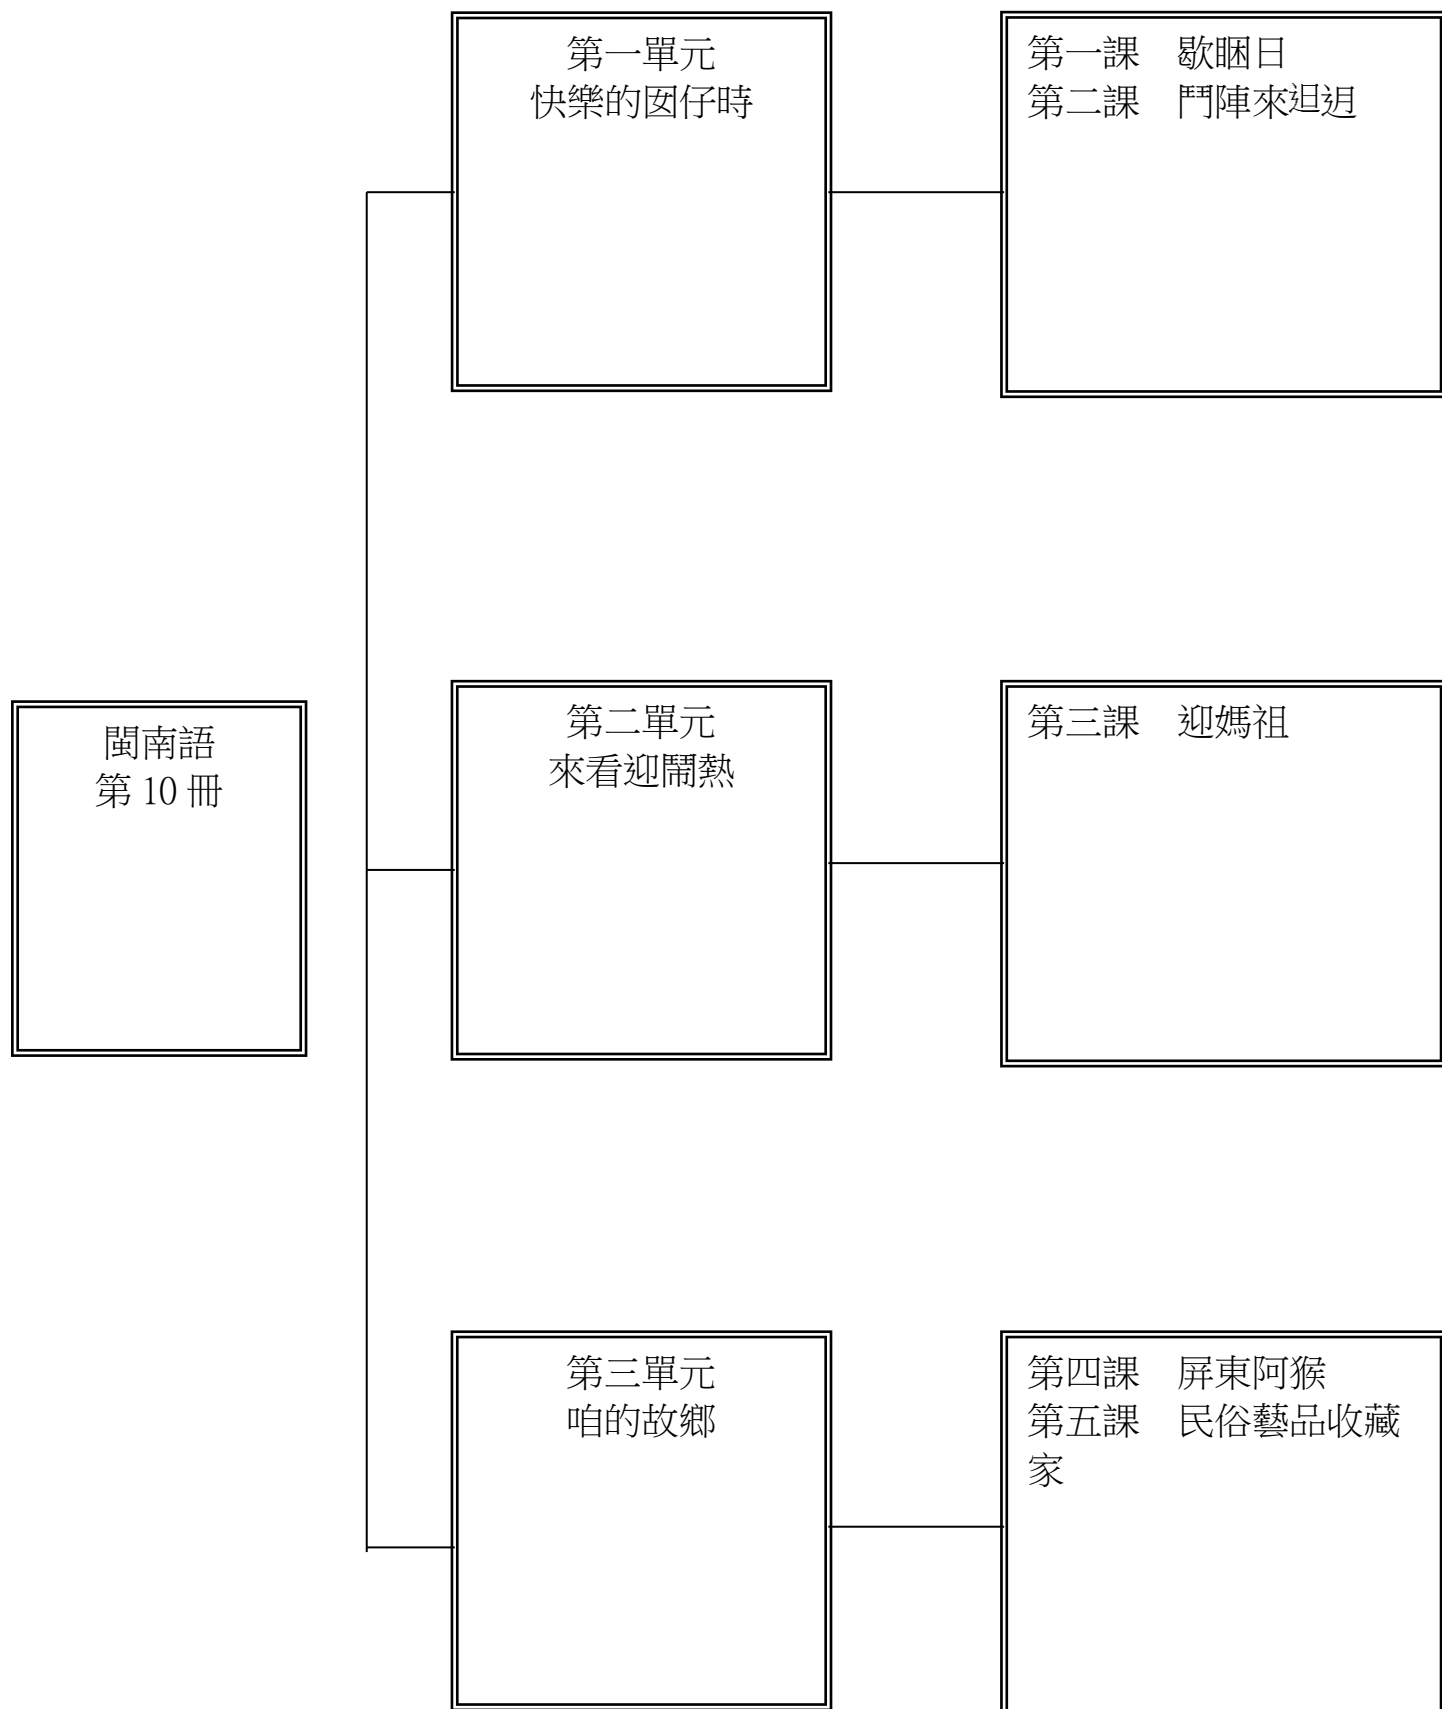 閩南語
第 10 冊
第一單元
快樂的囡仔時
第一課　歇睏日
第二課　鬥陣來迌迌
第二單元
來看迎鬧熱
第三課　迎媽祖
第三單元
咱的故鄉
第四課　屏東阿猴
第五課　民俗藝品收藏
家